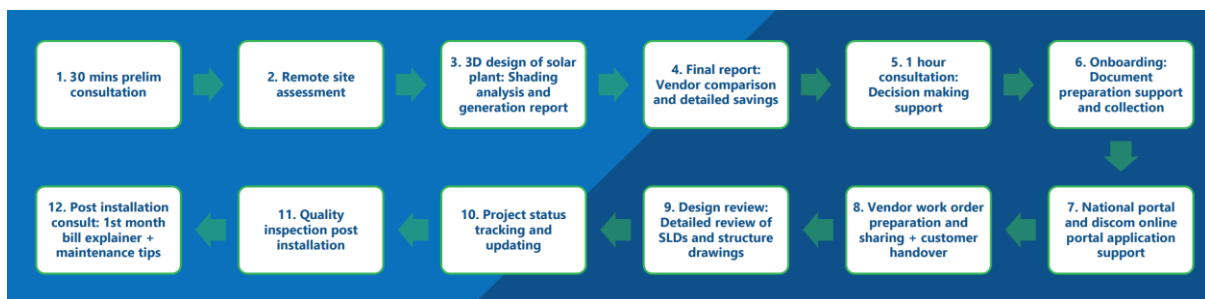 1. 30 mins prelim
consultation
2. Remote site
assessment
3. 3D design of solar
plant: Shading
analysis and
generation report
4. Final report:
Vendor comparison
and detailed savings
5. 1 hour
consultation:
Decision making
support
6. Onboarding:
Document
preparation support
and collection
7. National portal
and discom online
portal application
support
8. Vendor work order
preparation and
sharing + customer
handover
9. Design review:
Detailed review of
SLDs and structure
drawings
10. Project status
tracking and
updating
11. Quality
inspection post
installation
12. Post installation
consult: 1st month
bill explainer +
maintenance tips